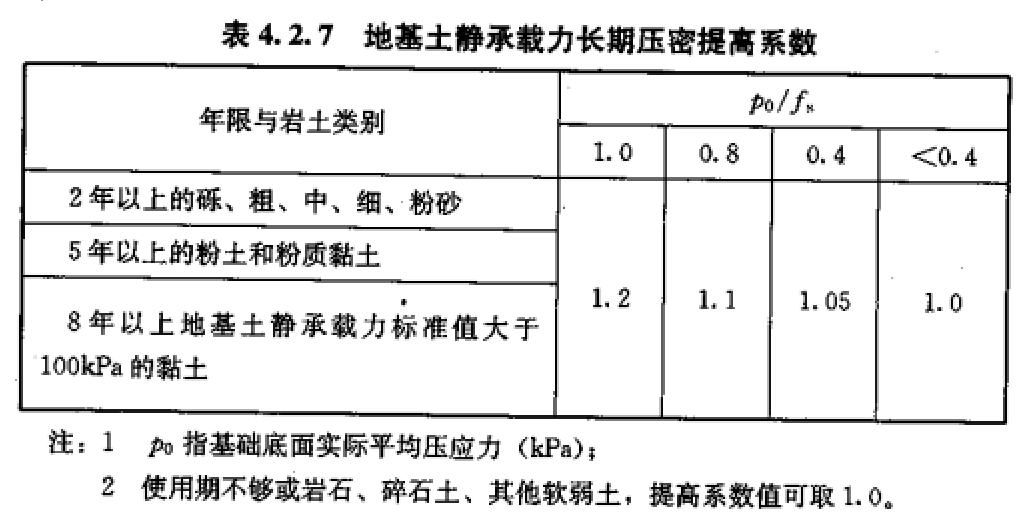 表 4.2.7 地基土静承载力长期压密提高系数
年限与岩土类别
p₀/fₛ
1.0 0.8 0.4 <0.4
2 年以上的砾、粗、中、细、粉砂
5 年以上的粉土和粉质黏土
8 年以上地基土静承载力标准值大于
100kPa 的黏土
1.2 1.1 1.05 1.0
注：1 p₀ 指基础底面实际平均压应力（kPa）；
2 使用期不够或岩石、碎石土、其他软弱土，提高系数值可取 1.0。